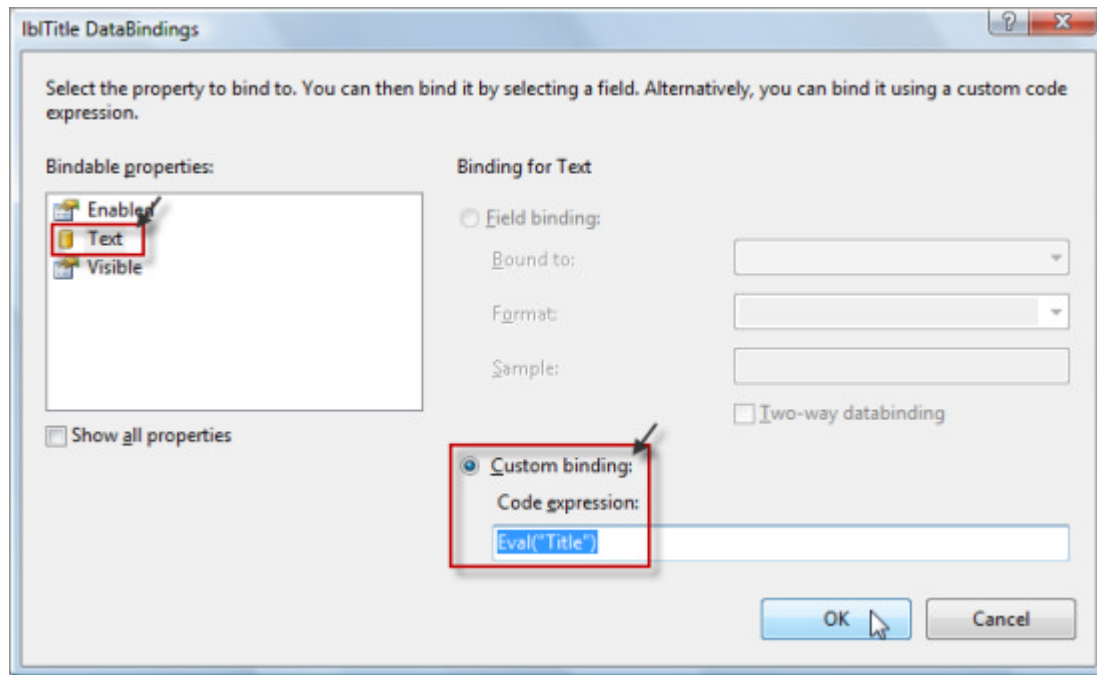 lblTitle DataBindings
Select the property to bind to. You can then bind it by selecting a field. Alternatively, you can bind it using a custom code
expression.
Bindable properties:
Enabled
Text
Visible
Show all properties
Binding for Text
Field binding:
Bound to:
Format:
Sample:
Two-way databinding
Custom binding:
Code expression:
Eval("Title")
OK
Cancel